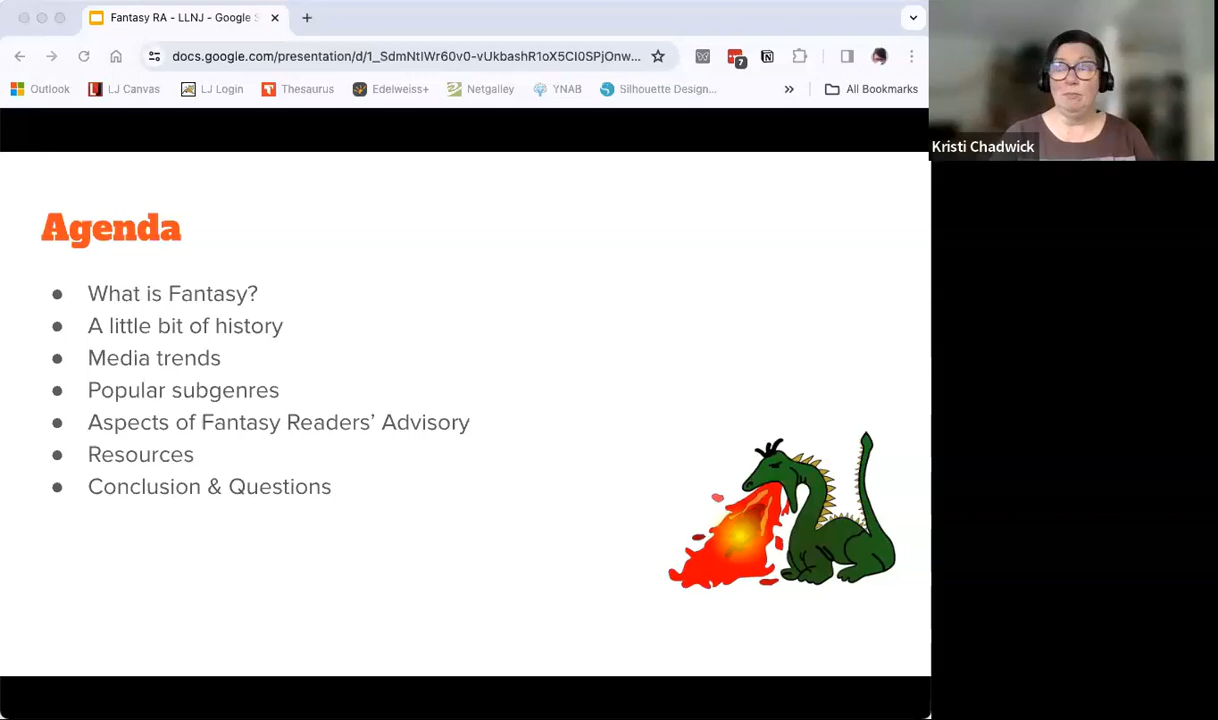 Fantasy RA - LLNJ - Google S
docs.google.com/presentation/d/1_SdmNtIWr60v0-vUkbashR1oX5CI0SPjOnw...
7
Outlook
LJ Canvas
LJ Login
Thesaurus
Edelweiss+
Netgalley
YNAB
Silhouette Design...
»
All Bookmarks
Kristi Chadwick
Agenda
● What is Fantasy?
● A little bit of history
● Media trends
● Popular subgenres
● Aspects of Fantasy Readers’ Advisory
● Resources
● Conclusion & Questions